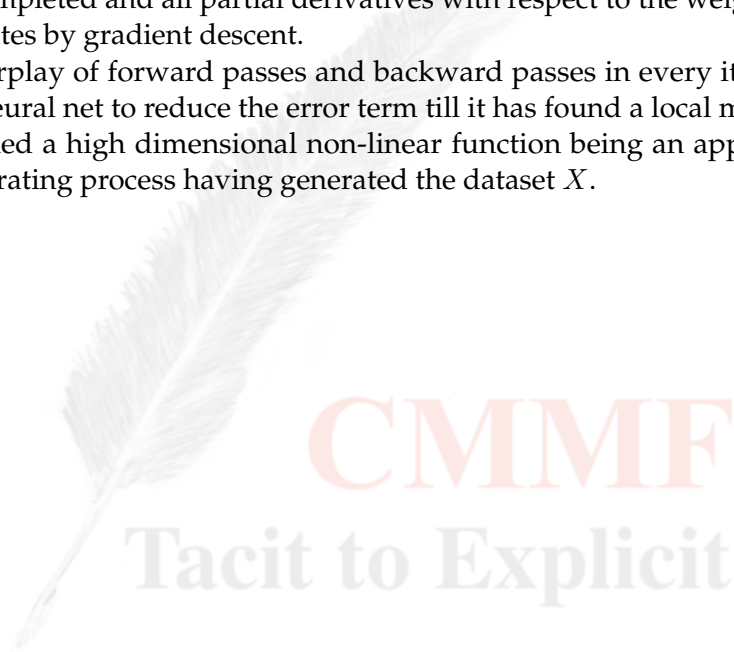 mpleted and all partial derivatives with respect to the weig
tes by gradient descent.
rplay of forward passes and backward passes in every it
eural net to reduce the error term till it has found a local m
ed a high dimensional non-linear function being an app
rating process having generated the dataset X.
CMMF
Tacit to Explicit